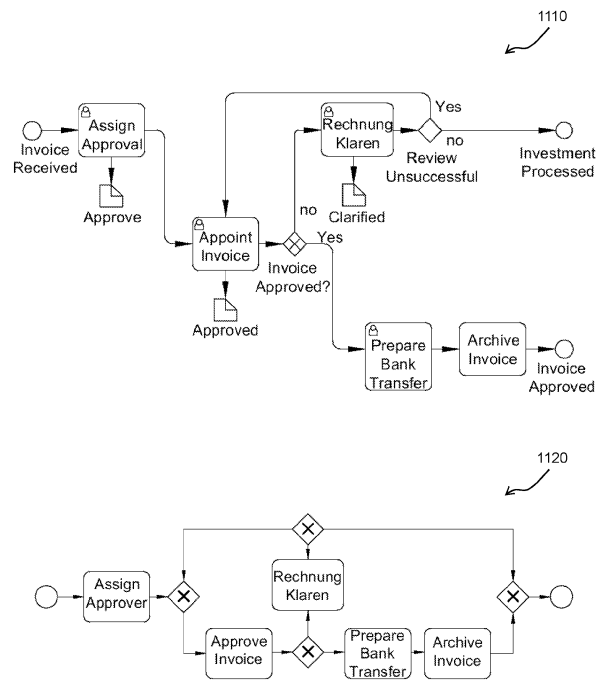 1110
Yes
Assign
Approval
Rechnung
Klaren
no
Invoice
Received
Review
Unsuccessful
Investment
Processed
Approve
Clarified
no
Appoint
Invoice
Yes
Invoice
Approved?
Approved
Prepare
Bank
Transfer
Archive
Invoice
Invoice
Approved
1120
Assign
Approver
Rechnung
Klaren
Approve
Invoice
Prepare
Bank
Transfer
Archive
Invoice